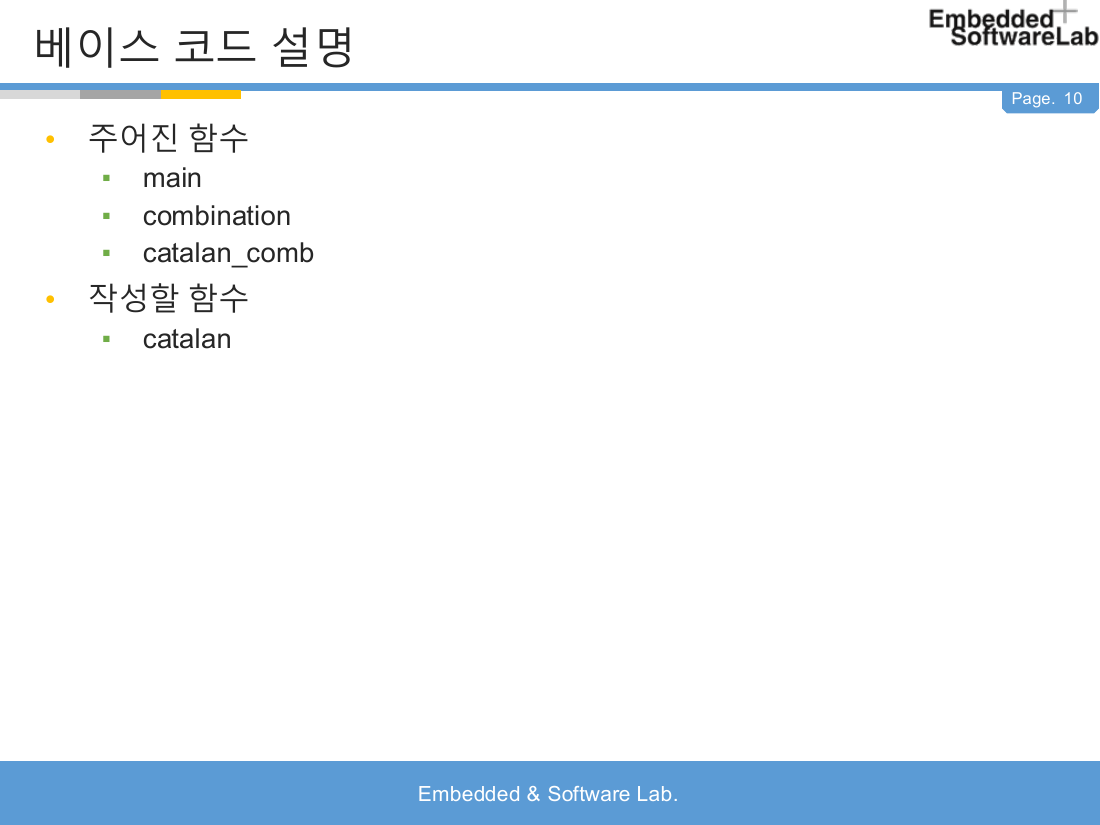 베이스 코드 설명
Embedded
SoftwareLab
Page. 10
• 주어진 함수
▪ main
▪ combination
▪ catalan_comb
• 작성할 함수
▪ catalan
Embedded & Software Lab.